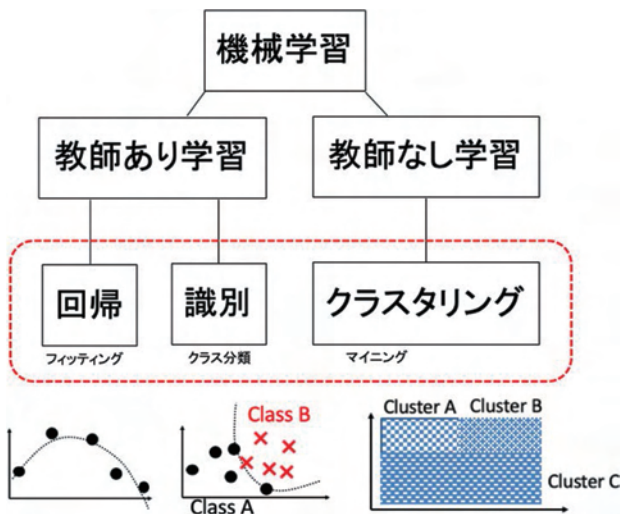 機械学習
教師あり学習
教師なし学習
回帰
識別
クラスタリング
フィッティング
クラス分類
マイニング
Class B
Class A
Cluster A
Cluster B
Cluster C